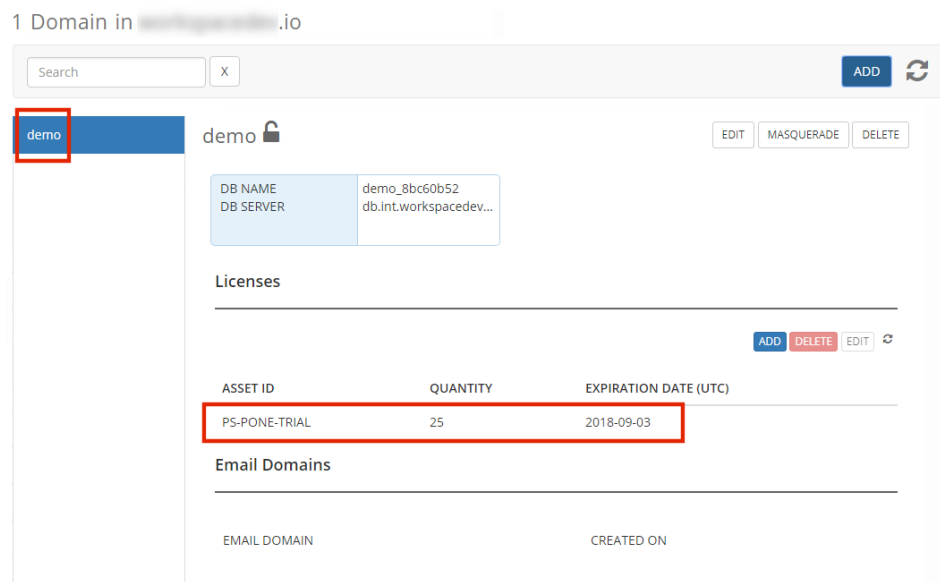 1 Domain in .io
Search X ADD
demo
demo
EDIT MASQUERADE DELETE
DB NAME demo_8bc60b52
DB SERVER db.int.workspacedev...
Licenses
ADD DELETE EDIT
ASSET ID QUANTITY EXPIRATION DATE (UTC)
PS-PONE-TRIAL 25 2018-09-03
Email Domains
EMAIL DOMAIN CREATED ON